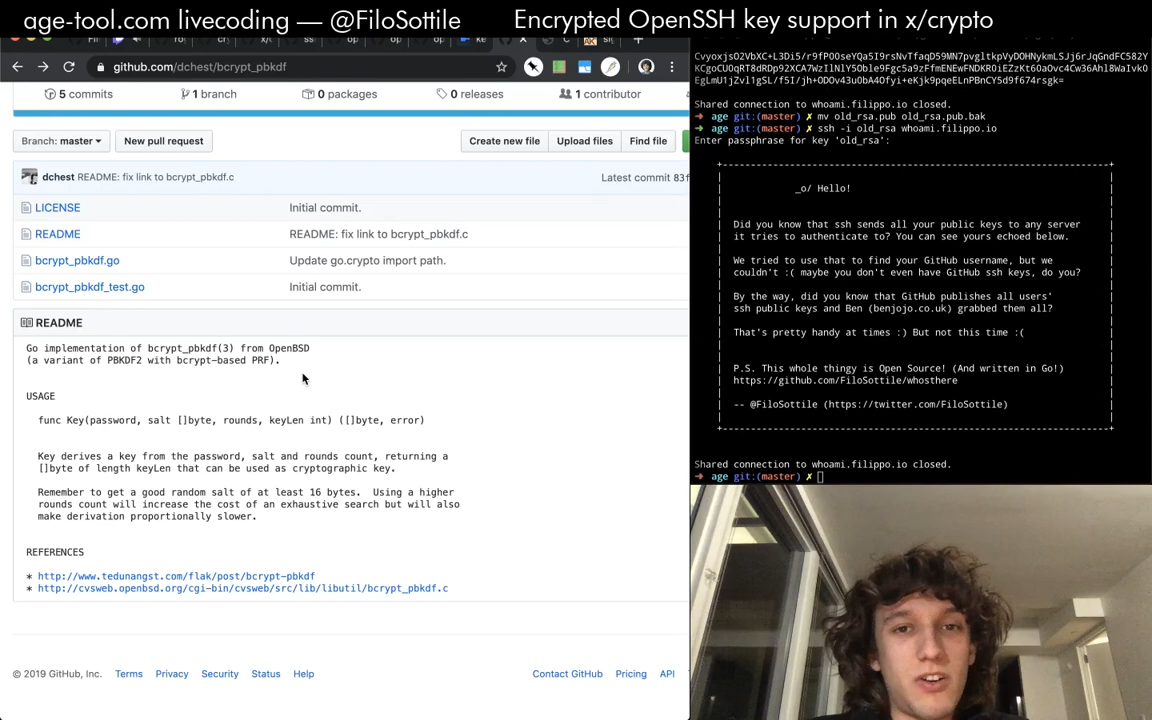 age-tool.com livecoding — @FiloSottile
Encrypted OpenSSH key support in x/crypto
github.com/dchest/bcrypt_pbkdf
5 commits
1 branch
0 packages
0 releases
1 contributor
Branch: master
New pull request
Create new file
Upload files
Find file
dchest README: fix link to bcrypt_pbkdf.c
Latest commit 83f
LICENSE
Initial commit.
README
README: fix link to bcrypt_pbkdf.c
bcrypt_pbkdf.go
Update go.crypto import path.
bcrypt_pbkdf_test.go
Initial commit.
README
Go implementation of bcrypt_pbkdf(3) from OpenBSD
(a variant of PBKDF2 with bcrypt-based PRF).
USAGE
func Key(password, salt []byte, rounds, keyLen int) ([]byte, error)
Key derives a key from the password, salt and rounds count, returning a
[]byte of length keyLen that can be used as cryptographic key.
Remember to get a good random salt of at least 16 bytes. Using a higher
rounds count will increase the cost of an exhaustive search but will also
make derivation proportionally slower.
REFERENCES
* http://www.tedunangst.com/flak/post/bcrypt-pbkdf
* http://cvsweb.openbsd.org/cgi-bin/cvsweb/src/lib/libutil/bcrypt_pbkdf.c
© 2019 GitHub, Inc.
Terms
Privacy
Security
Status
Help
Contact GitHub
Pricing
API
Shared connection to whoami.filippo.io closed.
➜ age git:(master) ✗ mv old_rsa.pub old_rsa.pub.bak
➜ age git:(master) ✗ ssh -i old_rsa whoami.filippo.io
Enter passphrase for key 'old_rsa':
_o/ Hello!
Did you know that ssh sends all your public keys to any server
it tries to authenticate to? You can see yours echoed below.
We tried to use that to find your GitHub username, but we
couldn't :( maybe you don't even have GitHub ssh keys, do you?
By the way, did you know that GitHub publishes all users'
ssh public keys and Ben (benjojo.co.uk) grabbed them all?
That's pretty handy at times :) But not this time :(
P.S. This whole thingy is Open Source! (And written in Go!)
https://github.com/FiloSottile/whosthere
-- @FiloSottile (https://twitter.com/FiloSottile)
Shared connection to whoami.filippo.io closed.
➜ age git:(master) ✗